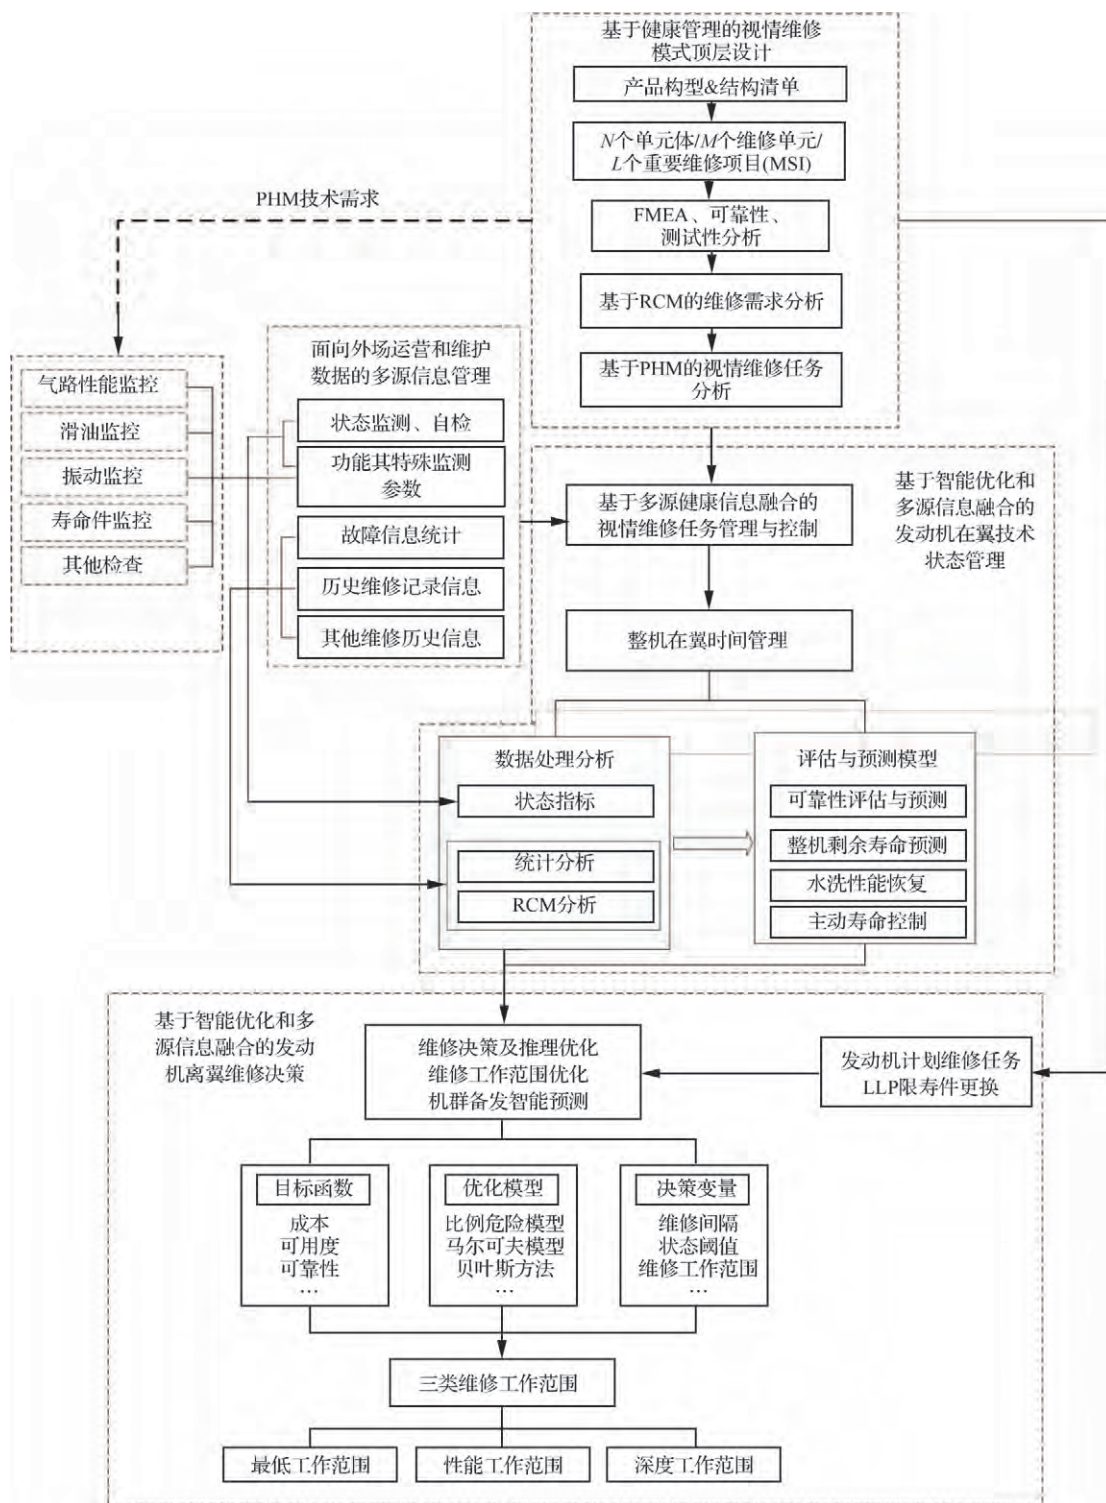 基于健康管理的视情维修
模式顶层设计
产品构型&结构清单
N个单元体/M个维修单元/
L个重要维修项目(MSI)
FMEA、可靠性、
测试性分析
基于RCM的维修需求分析
基于PHM的视情维修任务
分析
PHM技术需求
气路性能监控
滑油监控
振动监控
寿命件监控
其他检查
面向外场运营和维护
数据的多源信息管理
状态监测、自检
功能其特殊监测
参数
故障信息统计
历史维修记录信息
其他维修历史信息
基于多源健康信息融合的
视情维修任务管理与控制
基于智能优化和
多源信息融合的
发动机在翼技术
状态管理
整机在翼时间管理
数据处理分析
状态指标
统计分析
RCM分析
评估与预测模型
可靠性评估与预测
整机剩余寿命预测
水洗性能恢复
主动寿命控制
基于智能优化和多
源信息融合的发动
机离翼维修决策
维修决策及推理优化
维修工作范围优化
机群备发智能预测
发动机计划维修任务
LLP限寿件更换
目标函数
成本
可用度
可靠性
…
优化模型
比例危险模型
马尔可夫模型
贝叶斯方法
…
决策变量
维修间隔
状态阈值
维修工作范围
…
三类维修工作范围
最低工作范围
性能工作范围
深度工作范围